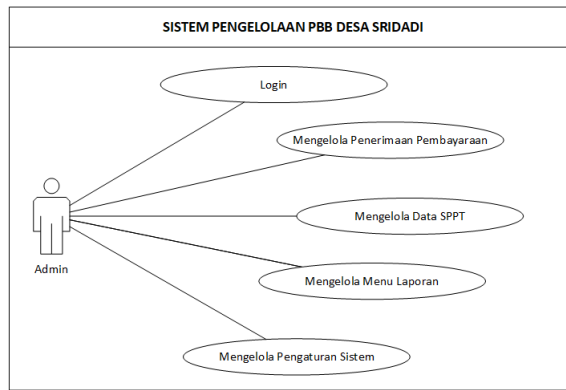 SISTEM PENGELOLAAN PBB DESA SRIDADI
Login
Mengelola Penerimaan Pembayaraan
Mengelola Data SPPT
Admin
Mengelola Menu Laporan
Mengelola Pengaturan Sistem